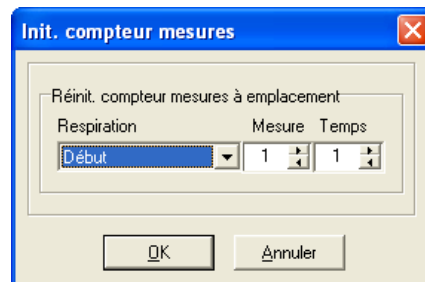 Init. compteur mesures
Réinit. compteur mesures à emplacement
Respiration Mesure Temps
Début 1 1
OK Annuler